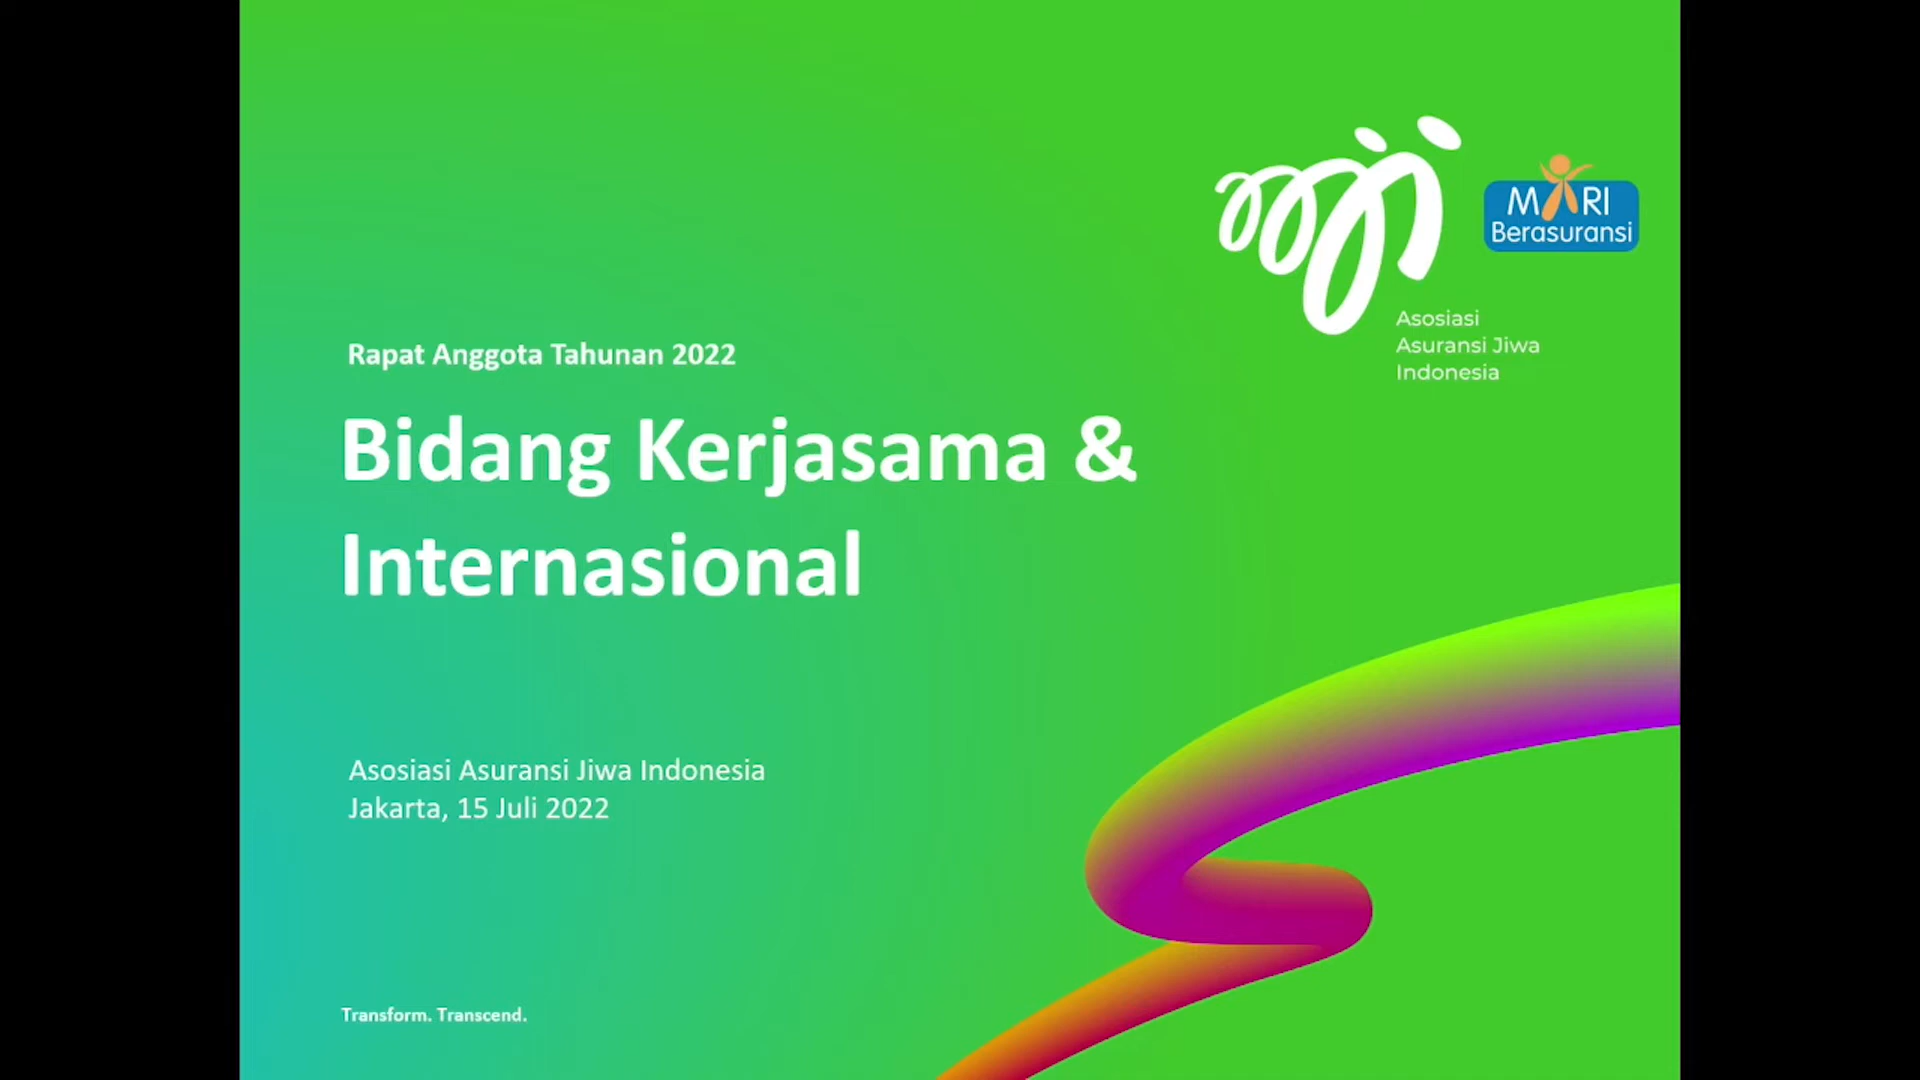 MARI
Berasuransi
Asosiasi
Asuransi Jiwa
Indonesia
Rapat Anggota Tahunan 2022
Bidang Kerjasama &
Internasional
Asosiasi Asuransi Jiwa Indonesia
Jakarta, 15 Juli 2022
Transform. Transcend.